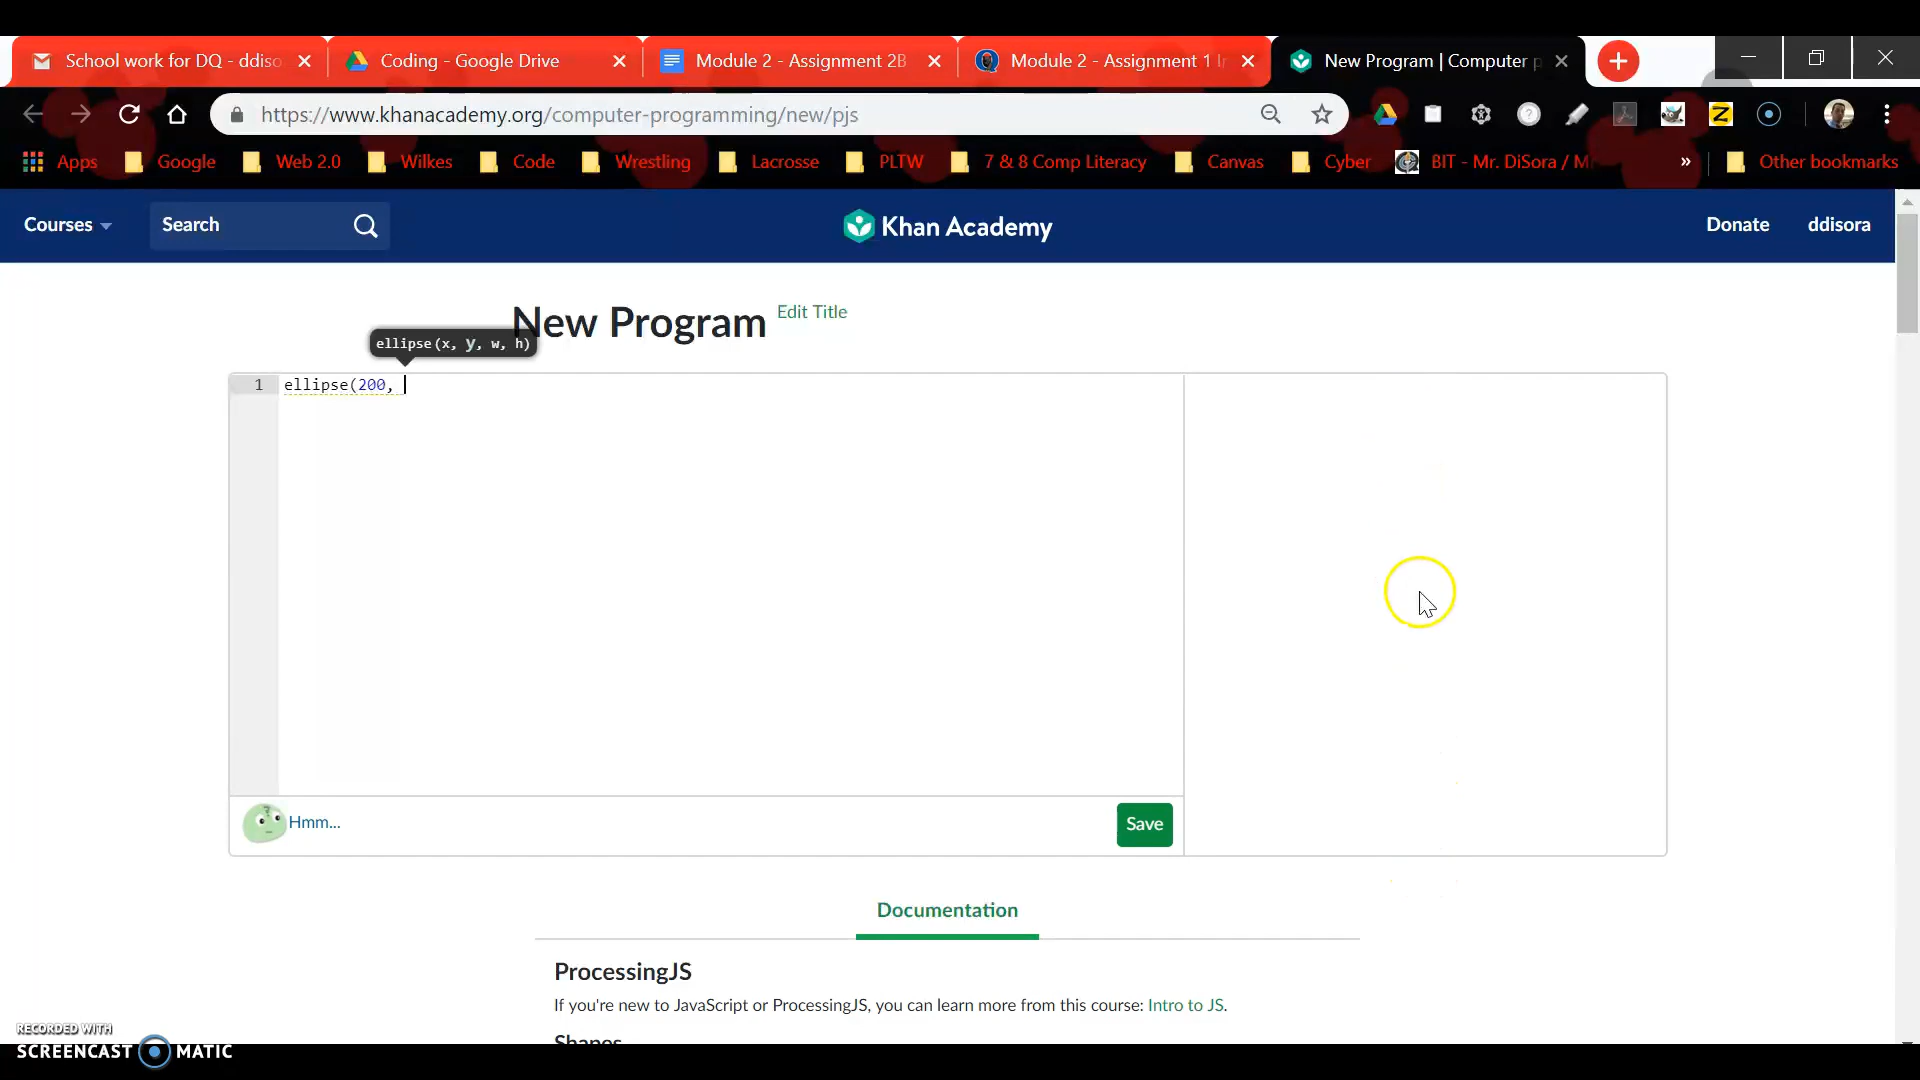 School work for DQ - ddiso
Coding - Google Drive
Module 2 - Assignment 2B
Module 2 - Assignment 1 Ir
New Program | Computer p
https://www.khanacademy.org/computer-programming/new/pjs
Apps
Google
Web 2.0
Wilkes
Code
Wrestling
Lacrosse
PLTW
7 & 8 Comp Literacy
Canvas
Cyber
BIT - Mr. DiSora / M
»
Other bookmarks
Courses
Search
Khan Academy
Donate
ddisora
New Program
Edit Title
ellipse(x, y, w, h)
1
ellipse(200,
Hmm...
Save
Documentation
ProcessingJS
If you're new to JavaScript or ProcessingJS, you can learn more from this course: Intro to JS.
Shapes
RECORDED WITH
SCREENCAST MATIC